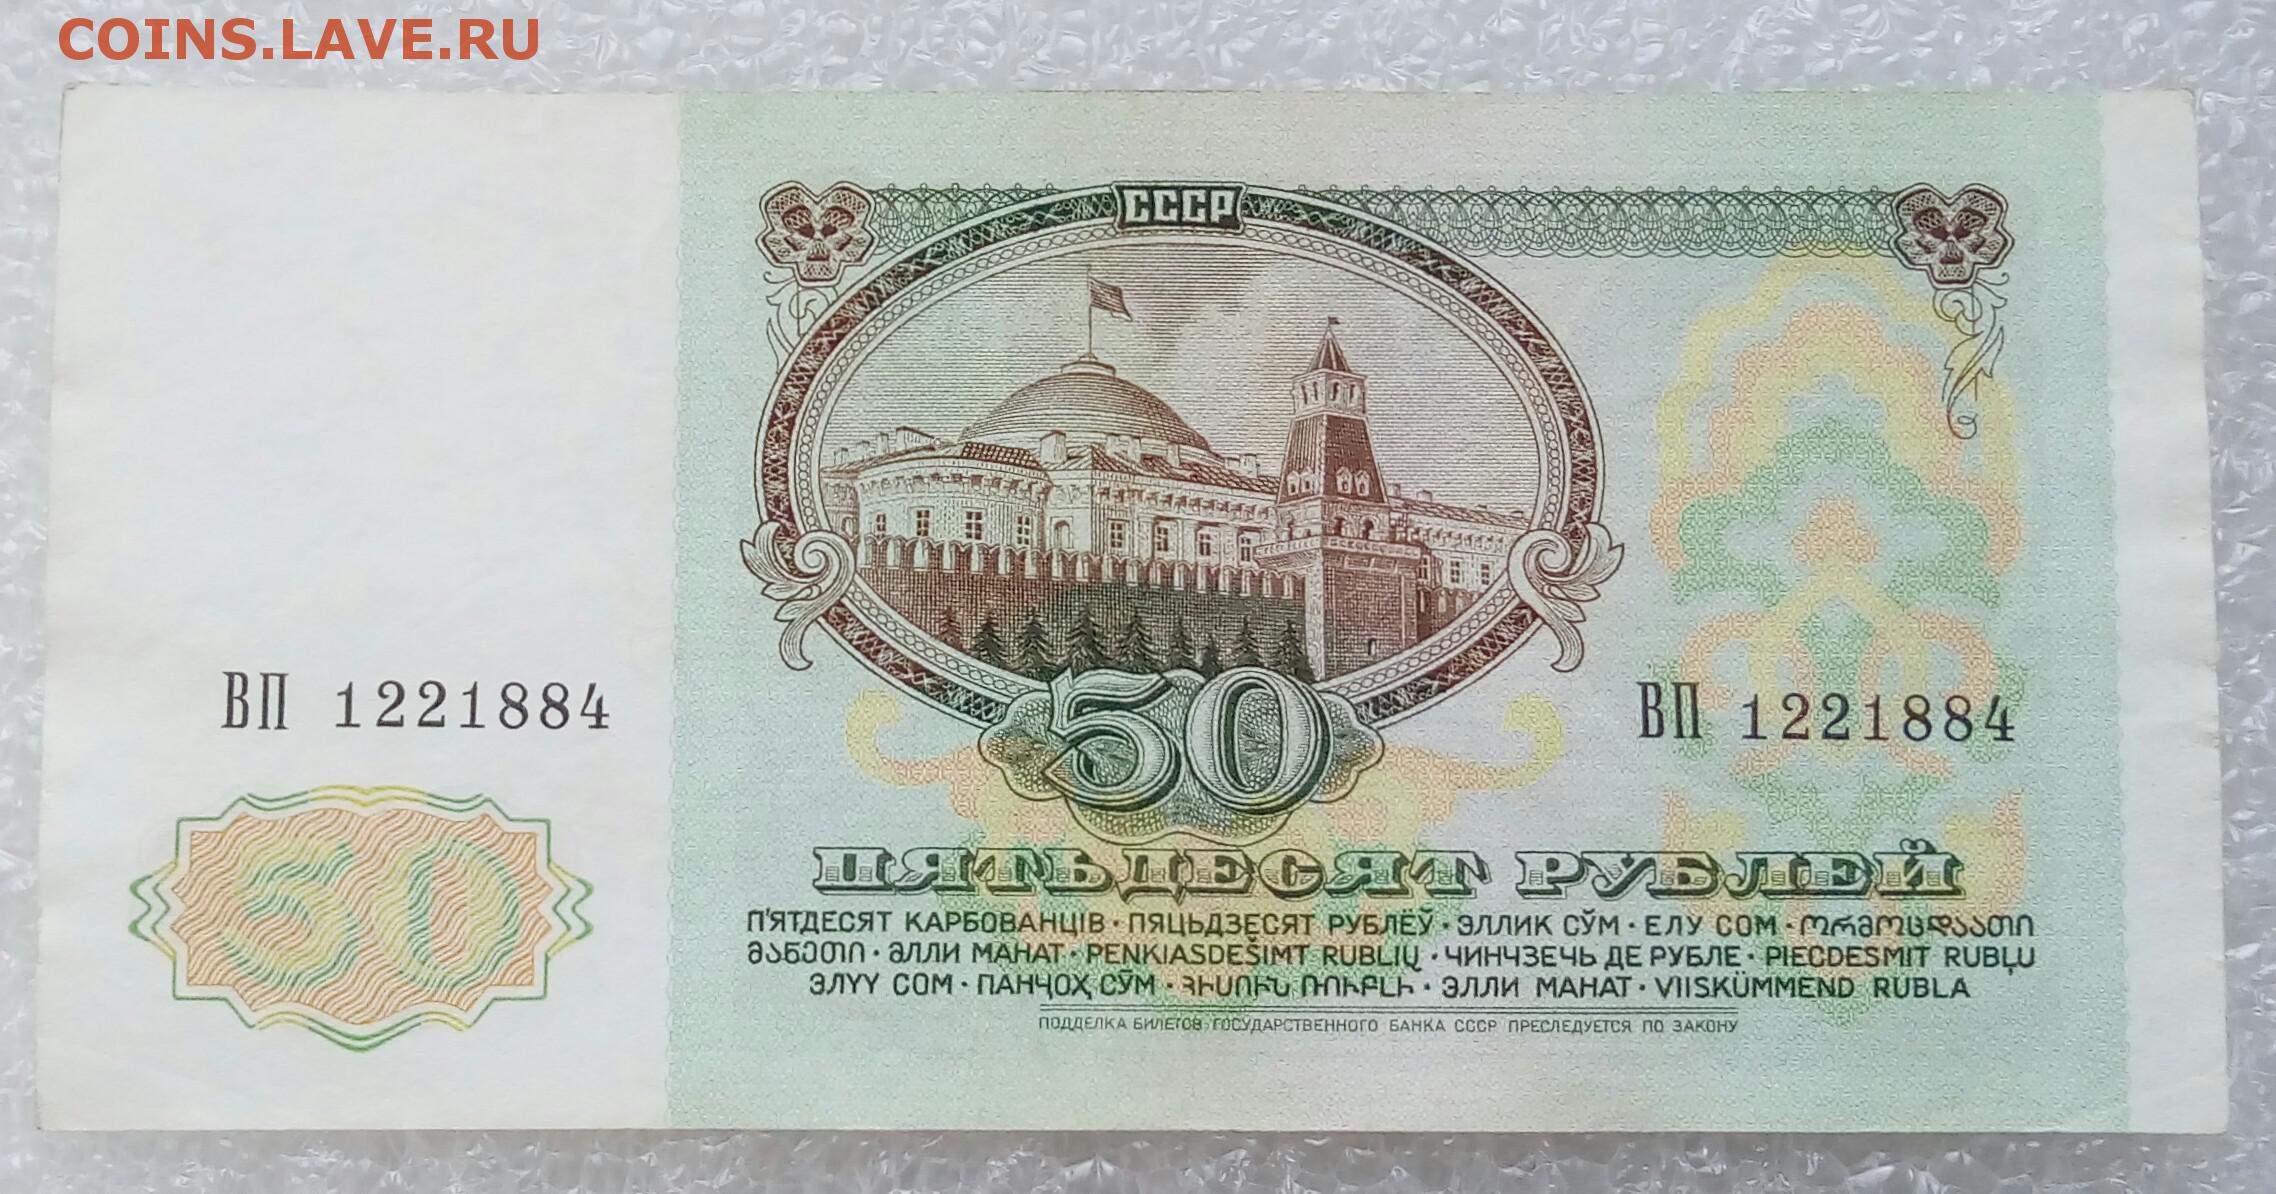 COINS.LAVE.RU
СССР
ВП 1221884
ВП 1221884
50
50
ПЯТЬДЕСЯТ РУБЛЕЙ
П'ЯТДЕСЯТ КАРБОВАНЦІВ · ПЯЦЬДЗЕСЯТ РУБЛЁЎ · ЭЛЛИК СЎМ · ЕЛУ СОМ · ორმოცდაათი
მანეთი · ӘЛЛИ МАНАТ · PENKIASDEŠIMT RUBLIŲ · ЧИНЧЗЕЧЬ ДЕ РУБЛЕ · PIECDESMIT RUBĻU
ЭЛУУ СОМ · ПАНҶОҲ СӮМ · ՀԻՍՈՒՆ ՌՈՒԲԼԻ · ЭЛЛИ МАНАТ · VIISKÜMMEND RUBLA
ПОДДЕЛКА БИЛЕТОВ ГОСУДАРСТВЕННОГО БАНКА СССР ПРЕСЛЕДУЕТСЯ ПО ЗАКОНУ